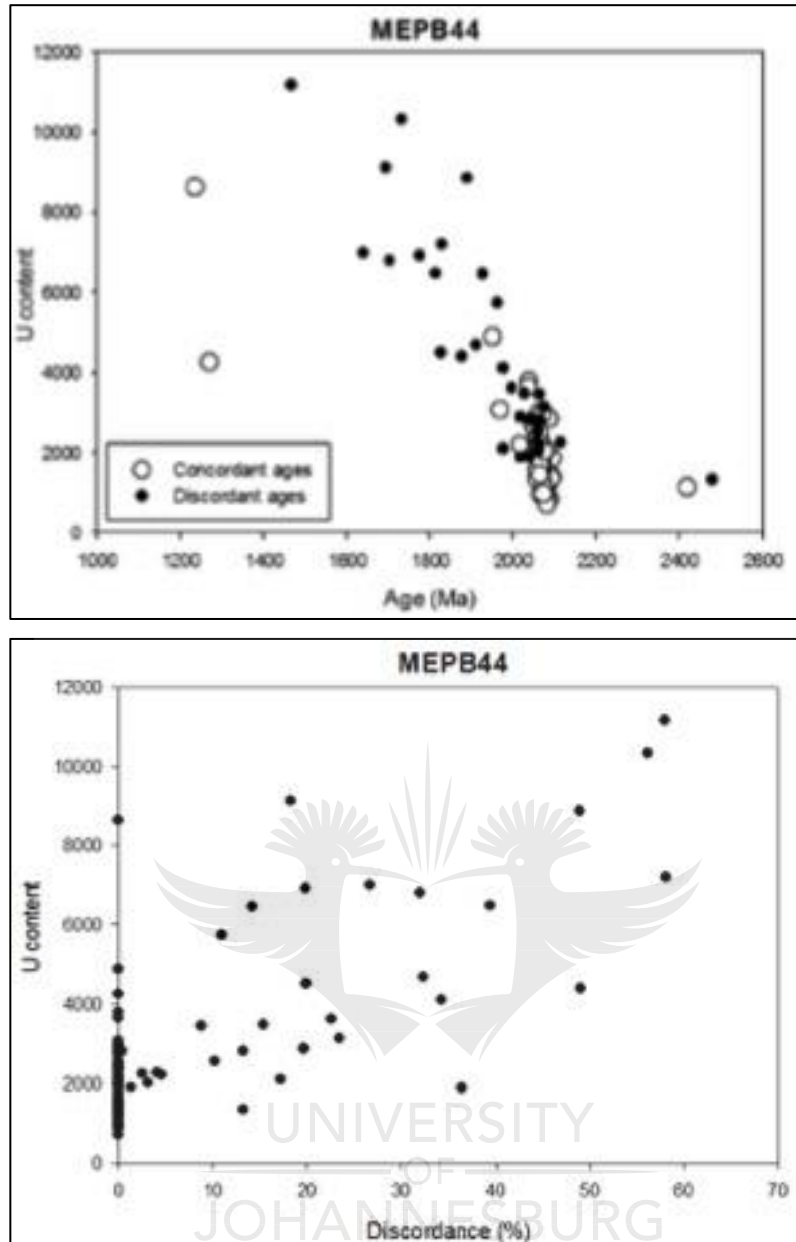 MEPB44
12000
10000
8000
6000
4000
2000
0
U content
Concordant ages
Discordant ages
1000 1200 1400 1600 1800 2000 2200 2400 2600
Age (Ma)
MEPB44
12000
10000
8000
6000
4000
2000
0
U content
0 10 20 30 40 50 60 70
Discordance (%)
UNIVERSITY
OF
JOHANNESBURG